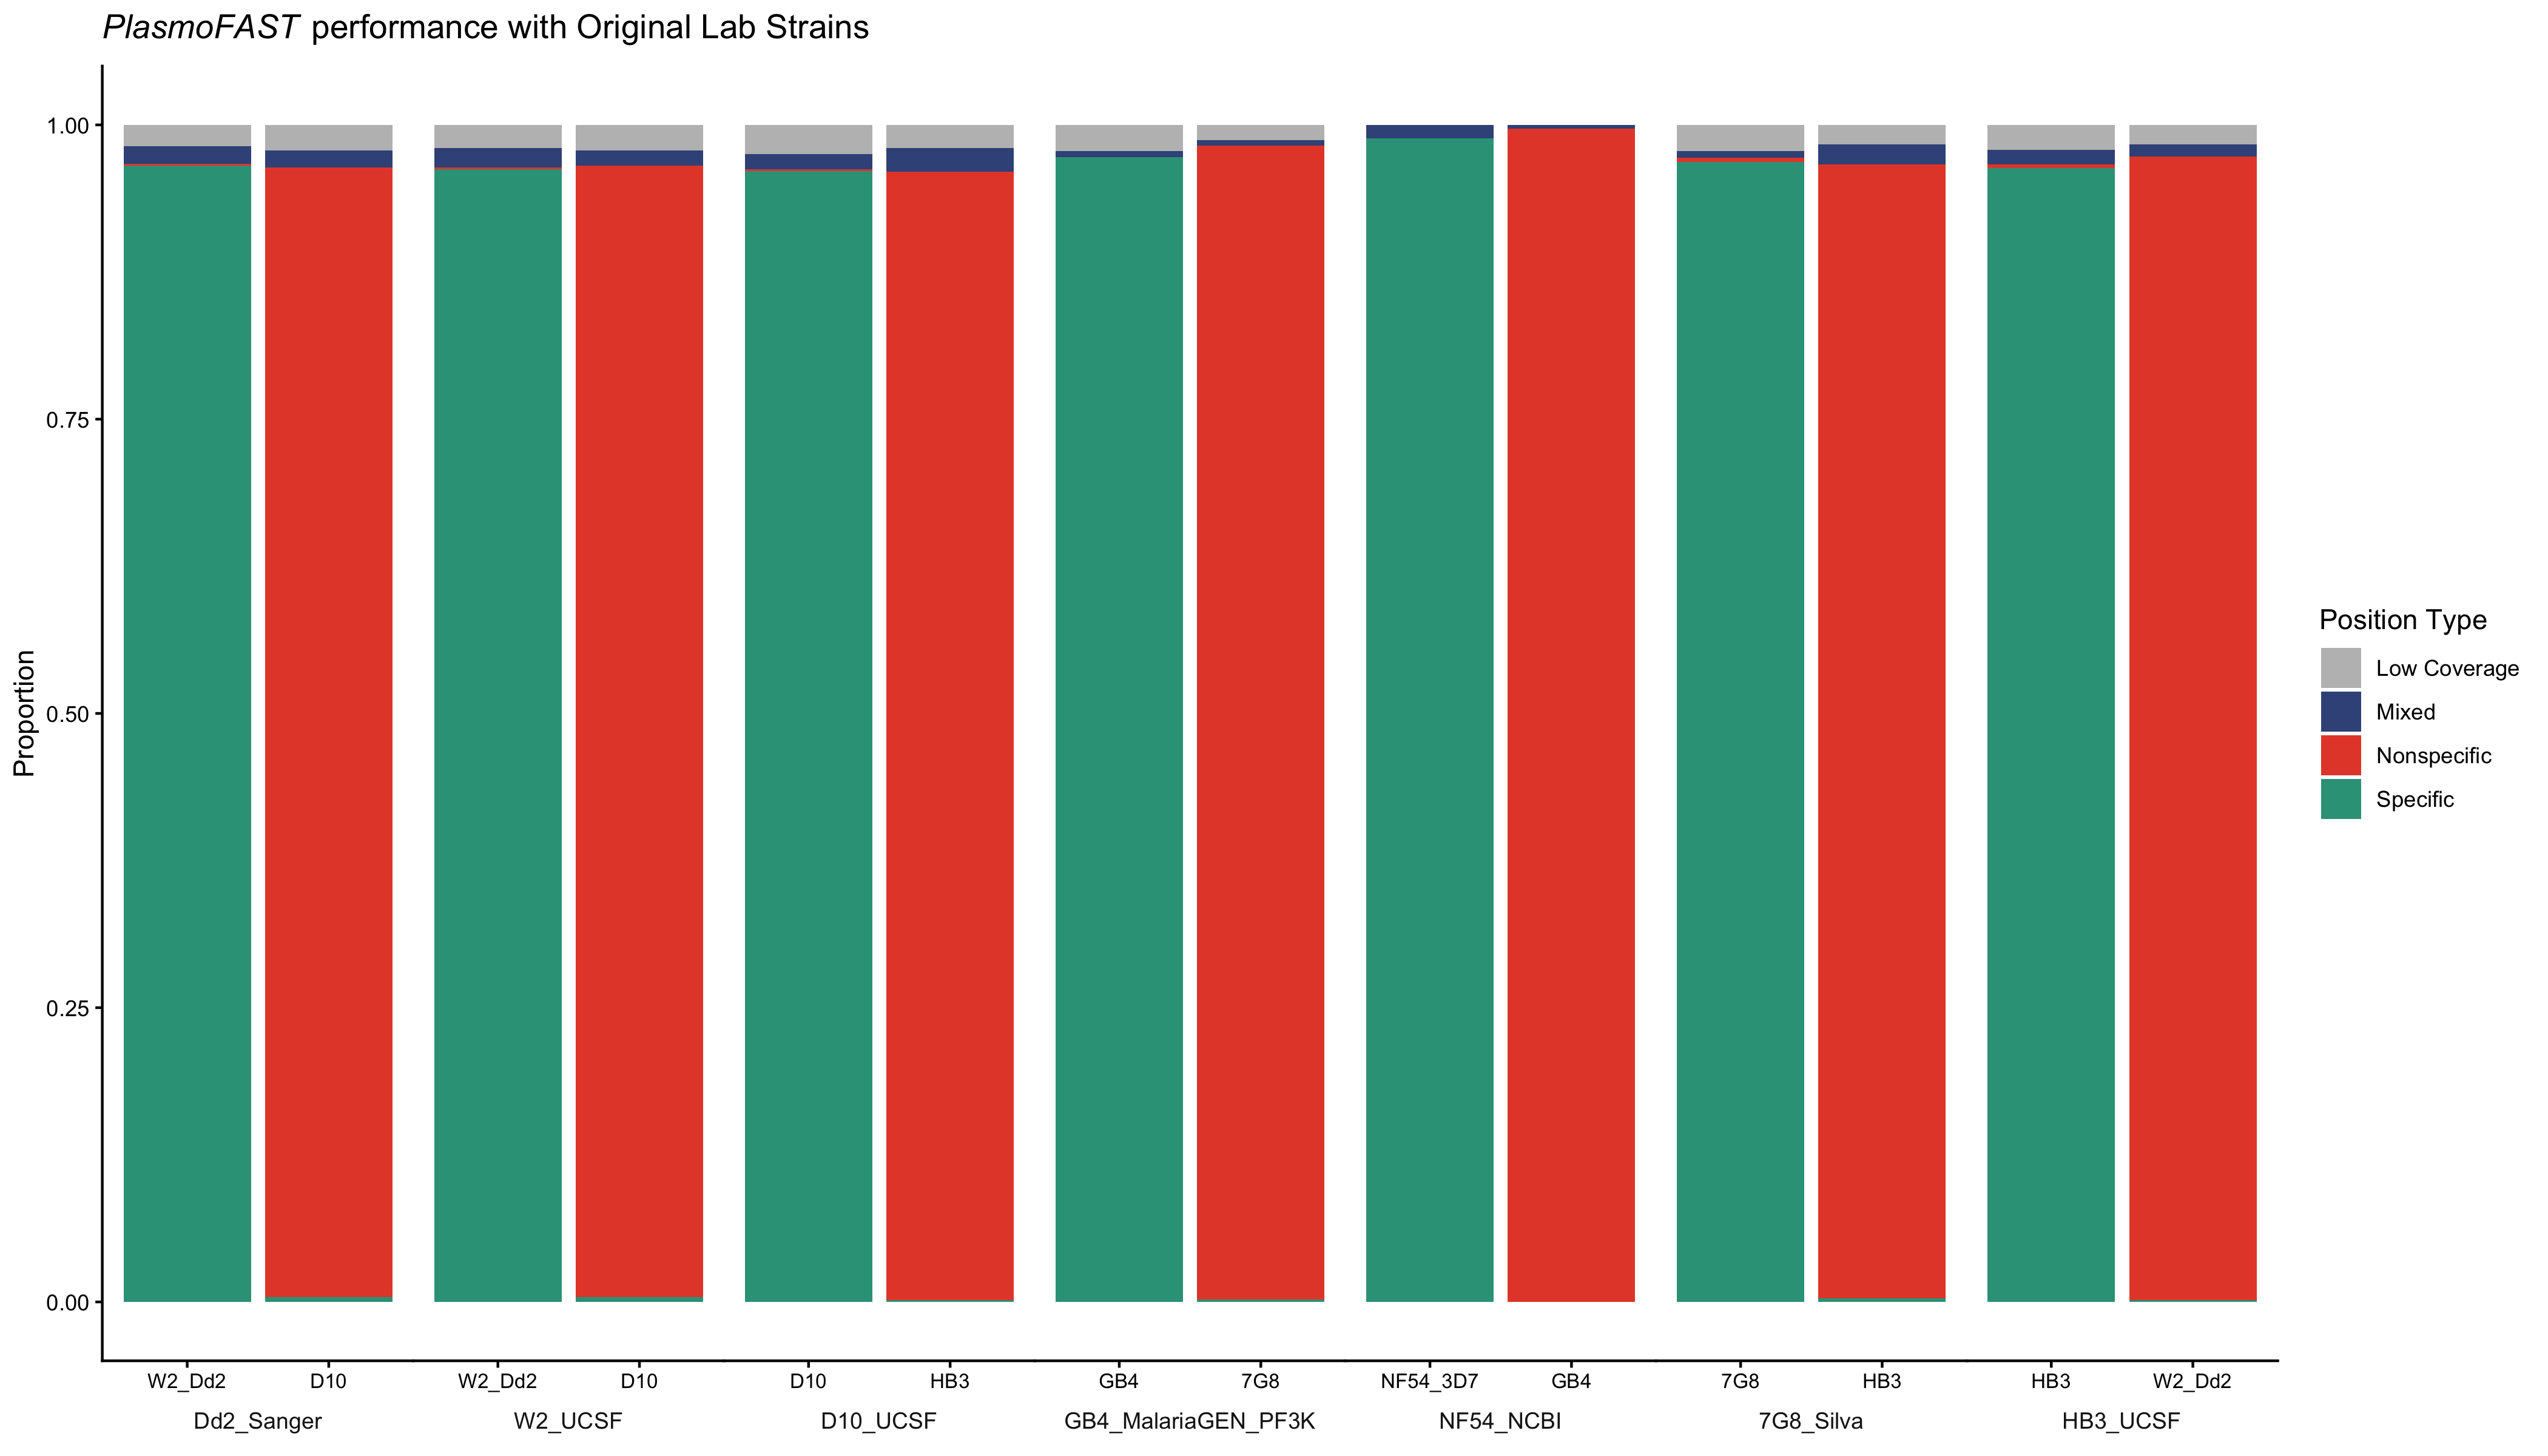 PlasmoFAST performance with Original Lab Strains
1.00
0.75
0.50
0.25
0.00
Proportion
W2_Dd2 D10 W2_Dd2 D10 D10 HB3 GB4 7G8 NF54_3D7 GB4 7G8 HB3 HB3 W2_Dd2
Dd2_Sanger W2_UCSF D10_UCSF GB4_MalariaGEN_PF3K NF54_NCBI 7G8_Silva HB3_UCSF
Position Type
Low Coverage
Mixed
Nonspecific
Specific